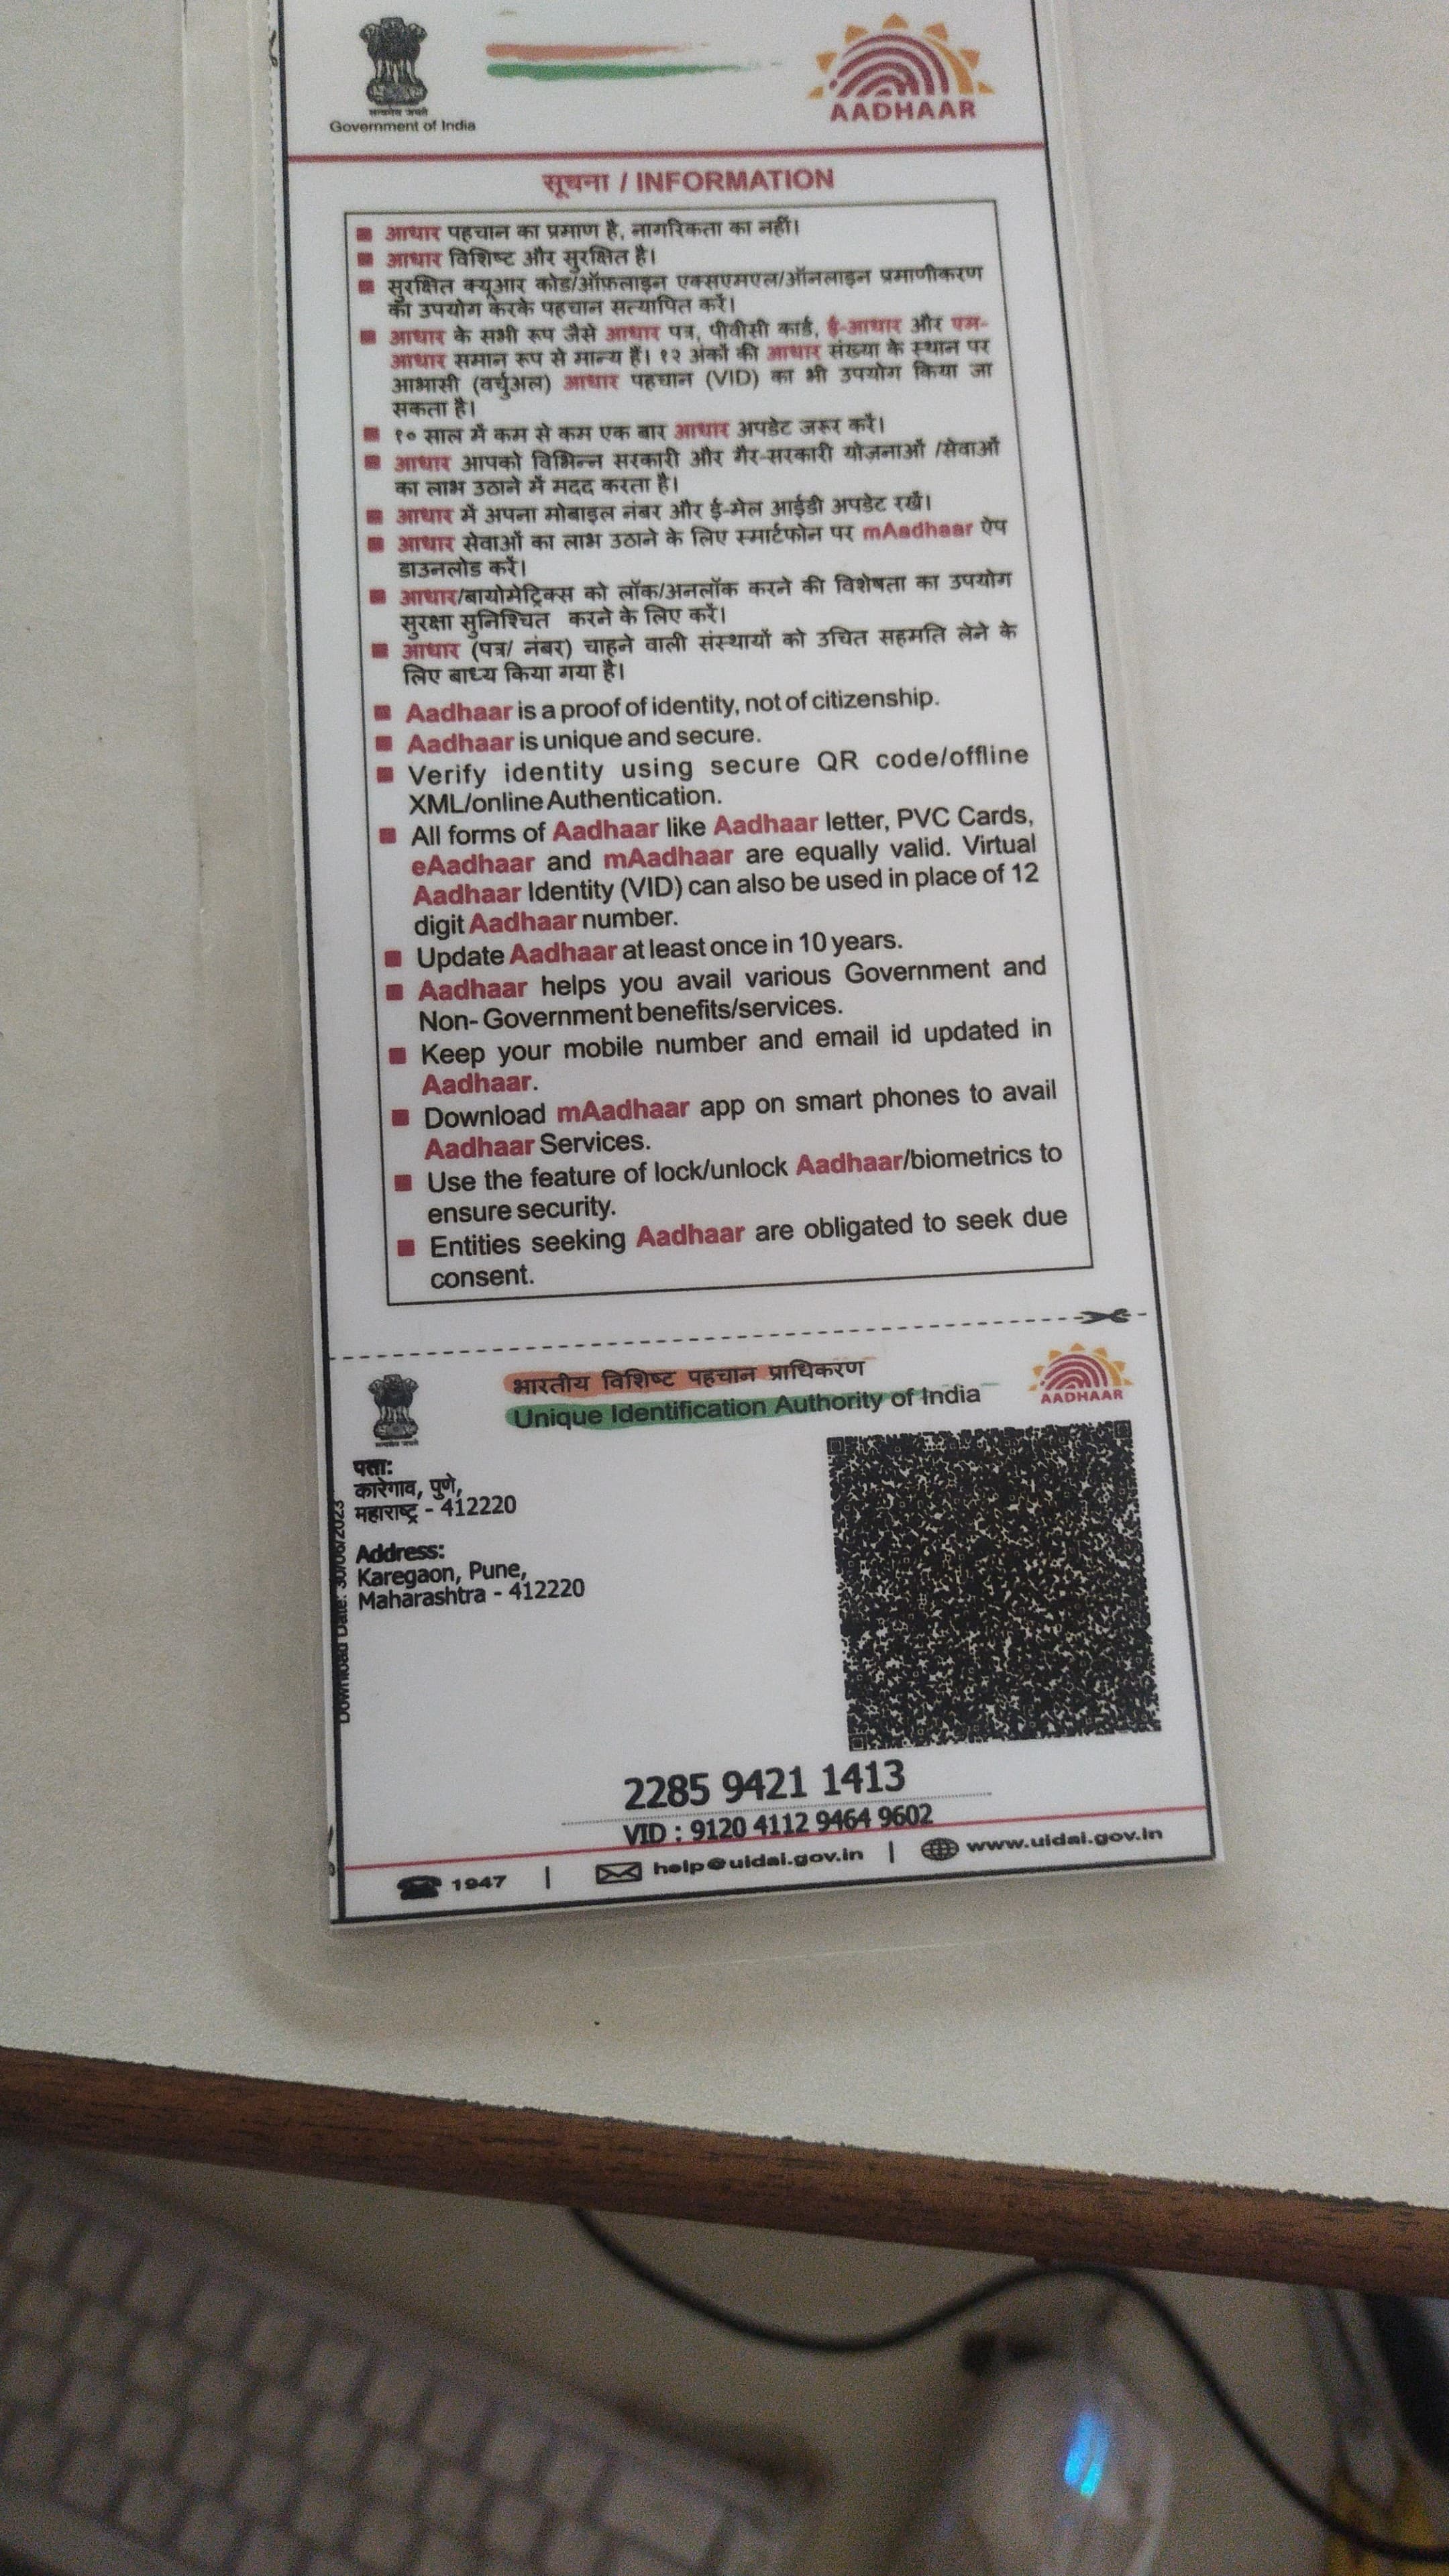 सत्यमेव जयते
Government of India
AADHAAR
सूचना / INFORMATION
आधार पहचान का प्रमाण है, नागरिकता का नहीं।
आधार विशिष्ट और सुरक्षित है।
सुरक्षित क्यूआर कोड/ऑफ़लाइन एक्सएमएल/ऑनलाइन प्रमाणीकरण
का उपयोग करके पहचान सत्यापित करें।
आधार के सभी रूप जैसे आधार पत्र, पीवीसी कार्ड, ई-आधार और एम-
आधार समान रूप से मान्य हैं। १२ अंकों की आधार संख्या के स्थान पर
आभासी (वर्चुअल) आधार पहचान (VID) का भी उपयोग किया जा
सकता है।
१० साल में कम से कम एक बार आधार अपडेट जरूर करें।
आधार आपको विभिन्न सरकारी और गैर-सरकारी योजनाओं /सेवाओं
का लाभ उठाने में मदद करता है।
आधार में अपना मोबाइल नंबर और ई-मेल आईडी अपडेट रखें।
आधार सेवाओं का लाभ उठाने के लिए स्मार्टफोन पर mAadhaar ऐप
डाउनलोड करें।
आधार/बायोमेट्रिक्स को लॉक/अनलॉक करने की विशेषता का उपयोग
सुरक्षा सुनिश्चित करने के लिए करें।
आधार (पत्र/ नंबर) चाहने वाली संस्थायों को उचित सहमति लेने के
लिए बाध्य किया गया है।
Aadhaar is a proof of identity, not of citizenship.
Aadhaar is unique and secure.
Verify identity using secure QR code/offline
XML/online Authentication.
All forms of Aadhaar like Aadhaar letter, PVC Cards,
eAadhaar and mAadhaar are equally valid. Virtual
Aadhaar Identity (VID) can also be used in place of 12
digit Aadhaar number.
Update Aadhaar at least once in 10 years.
Aadhaar helps you avail various Government and
Non- Government benefits/services.
Keep your mobile number and email id updated in
Aadhaar.
Download mAadhaar app on smart phones to avail
Aadhaar Services.
Use the feature of lock/unlock Aadhaar/biometrics to
ensure security.
Entities seeking Aadhaar are obligated to seek due
consent.
भारतीय विशिष्ट पहचान प्राधिकरण
Unique Identification Authority of India
AADHAAR
सत्यमेव जयते
पता:
कारेगाव, पुणे,
महाराष्ट्र - 412220
Address:
Karegaon, Pune,
Maharashtra - 412220
Download Date: 30/06/2023
2285 9421 1413
VID : 9120 4112 9464 9602
1947 | help@uidai.gov.in | www.uidai.gov.in